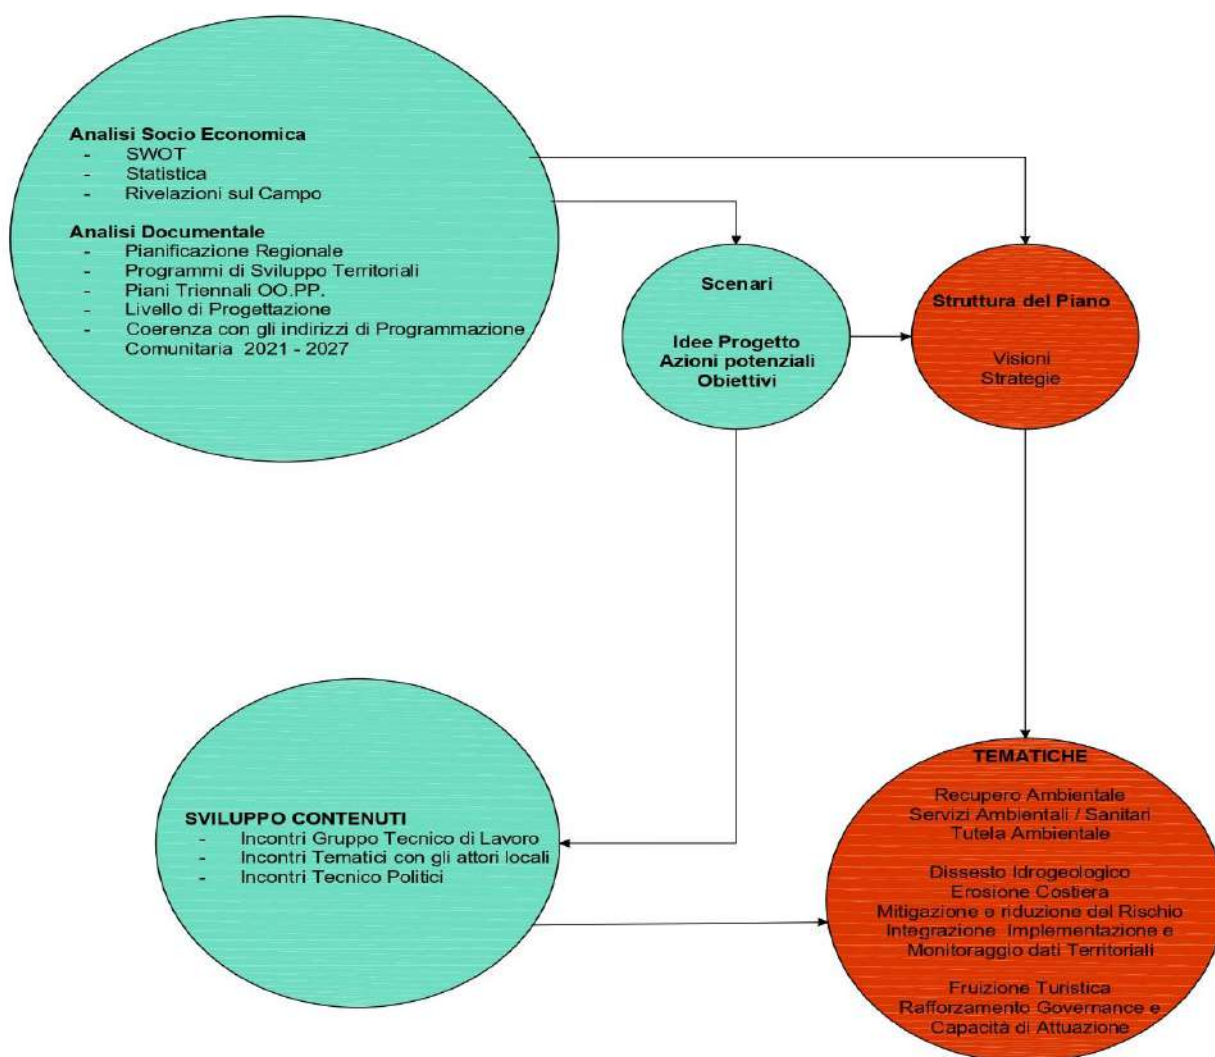 Analisi Socio Economica
- SWOT
- Statistica
- Rivelazioni sul Campo
Analisi Documentale
- Pianificazione Regionale
- Programmi di Sviluppo Territoriali
- Piani Triennali OO.PP.
- Livello di Progettazione
- Coerenza con gli indirizzi di Programmazione
Comunitaria 2021 - 2027
Scenari
Idee Progetto
Azioni potenziali
Obiettivi
Struttura del Piano
Visioni
Strategie
SVILUPPO CONTENUTI
- Incontri Gruppo Tecnico di Lavoro
- Incontri Tematici con gli attori locali
- Incontri Tecnico Politici
TEMATICHE
Recupero Ambientale
Servizi Ambientali / Sanitari
Tutela Ambientale
Dissesto Idrogeologico
Erosione Costiera
Mitigazione e riduzione del Rischio
Integrazione Implementazione e
Monitoraggio dati Territoriali
Fruizione Turistica
Rafforzamento Governance e
Capacità di Attuazione